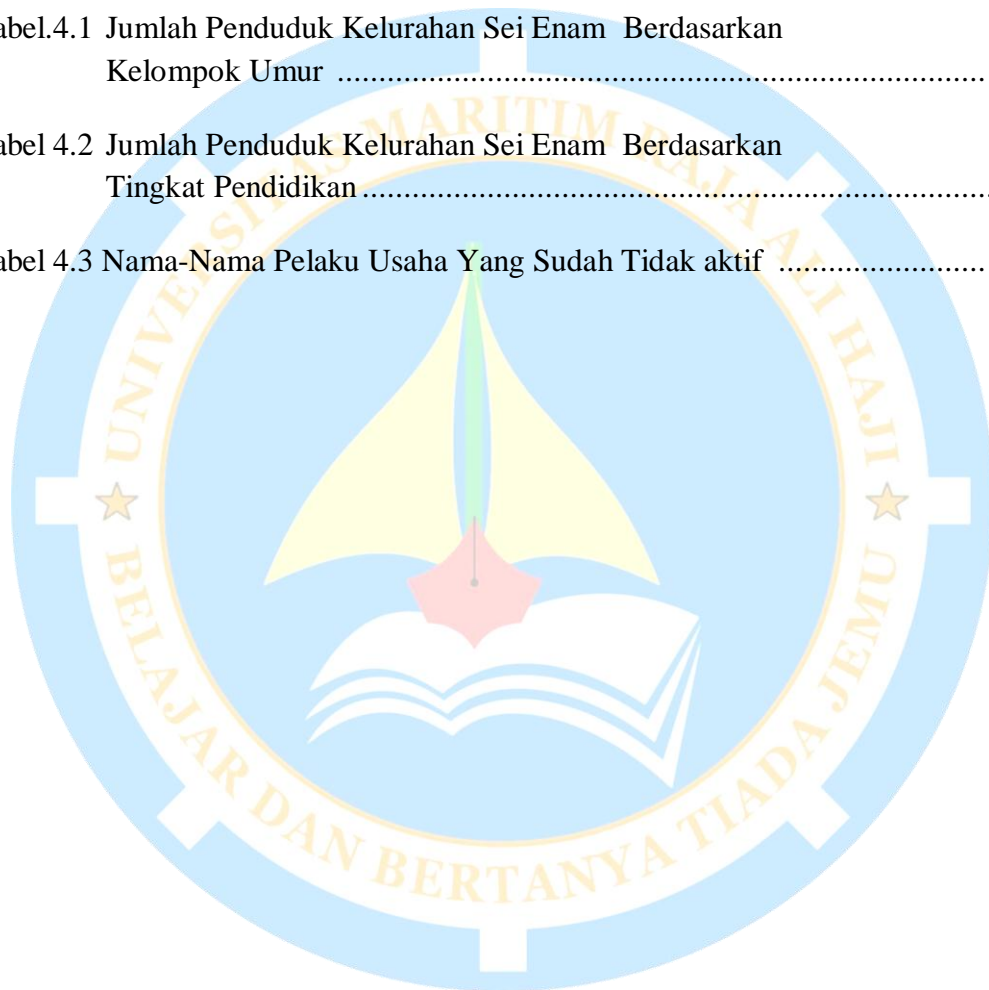 abel.4.1 Jumlah Penduduk Kelurahan Sei Enam Berdasarkan
Kelompok Umur ..............................................................................
abel 4.2 Jumlah Penduduk Kelurahan Sei Enam Berdasarkan
Tingkat Pendidikan ............................................................................
abel 4.3 Nama-Nama Pelaku Usaha Yang Sudah Tidak aktif .........................
UNIVERSITAS MARITIM RAJA ALI HAJI
BELAJAR DAN BERTANYA TIADA JEMU